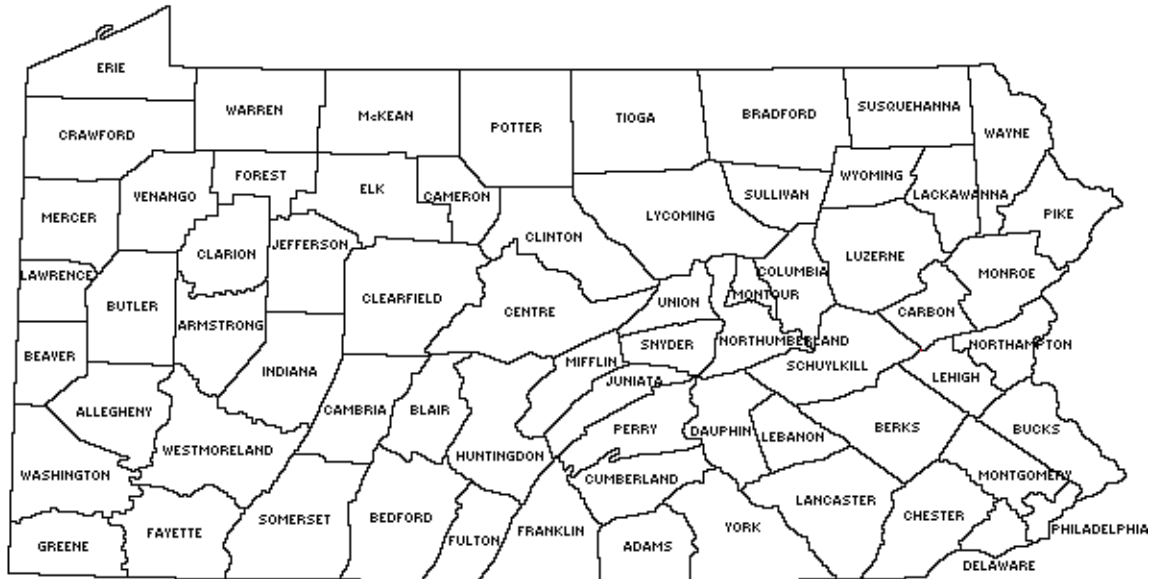 ERIE
WARREN
McKEAN
POTTER
TIOGA
BRADFORD
SUSQUEHANNA
WAYNE
CRAWFORD
FOREST
ELK
CAMERON
VENANGO
MERCER
LYCOMING
SULLIVAN
WYOMING
LACKAWANNA
PIKE
CLARION
JEFFERSON
CLINTON
LUZERNE
COLUMBIA
MONROE
LAWRENCE
BUTLER
CLEARFIELD
CENTRE
UNION
MONTOUR
CARBON
ARMSTRONG
BEAVER
INDIANA
MIFFLIN
SNYDER
NORTHUMBERLAND
SCHUYLKILL
NORTHAMPTON
LEHIGH
JUNIATA
ALLEGHENY
CAMBRIA
BLAIR
PERRY
DAUPHIN
LEBANON
BERKS
BUCKS
WESTMORELAND
HUNTINGDON
WASHINGTON
CUMBERLAND
MONTGOMERY
LANCASTER
CHESTER
SOMERSET
BEDFORD
FRANKLIN
YORK
PHILADELPHIA
GREENE
FAYETTE
FULTON
ADAMS
DELAWARE